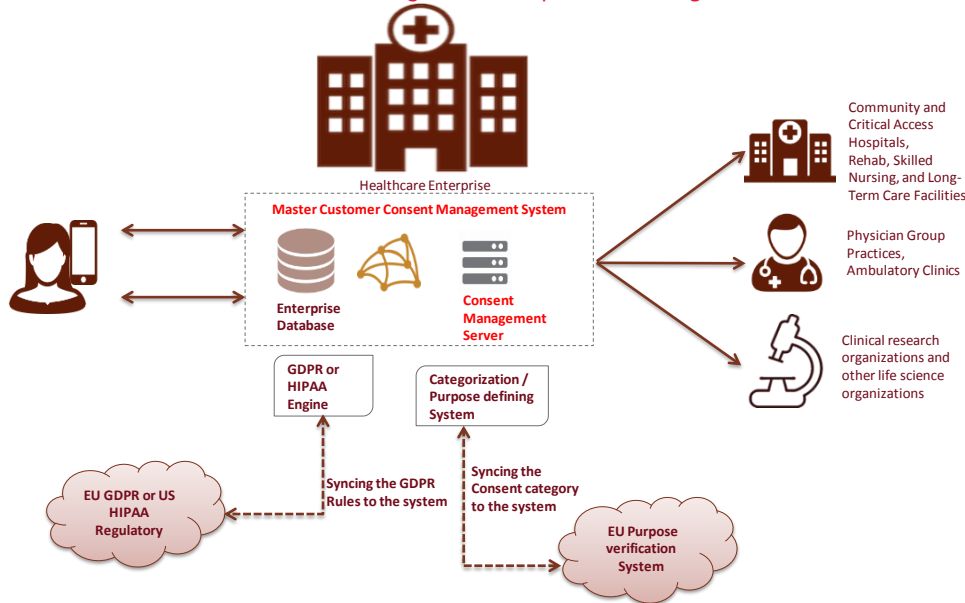 Healthcare Enterprise
Master Customer Consent Management System
Enterprise
Database
Consent
Management
Server
Community and
Critical Access
Hospitals,
Rehab, Skilled
Nursing, and Long-
Term Care Facilities
Physician Group
Practices,
Ambulatory Clinics
Clinical research
organizations and
other life science
organizations
GDPR or
HIPAA
Engine
Categorization /
Purpose defining
System
Syncing the GDPR
Rules to the system
Syncing the
Consent category
to the system
EU GDPR or US
HIPAA
Regulatory
EU Purpose
verification
System